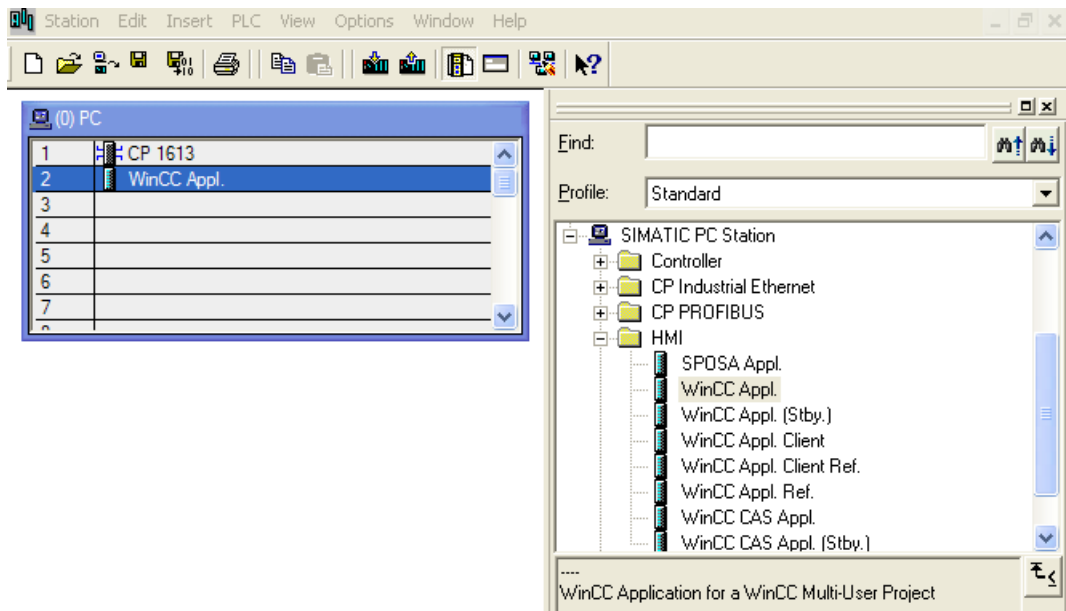 Station Edit Insert PLC View Options Window Help
(0) PC
1 CP 1613
2 WinCC Appl.
3
4
5
6
7
Find:
Profile: Standard
SIMATIC PC Station
Controller
CP Industrial Ethernet
CP PROFIBUS
HMI
SPOSA Appl.
WinCC Appl.
WinCC Appl. (Stby.)
WinCC Appl. Client
WinCC Appl. Client Ref.
WinCC Appl. Ref.
WinCC CAS Appl.
WinCC CAS Appl. (Stby.)
----
WinCC Application for a WinCC Multi-User Project